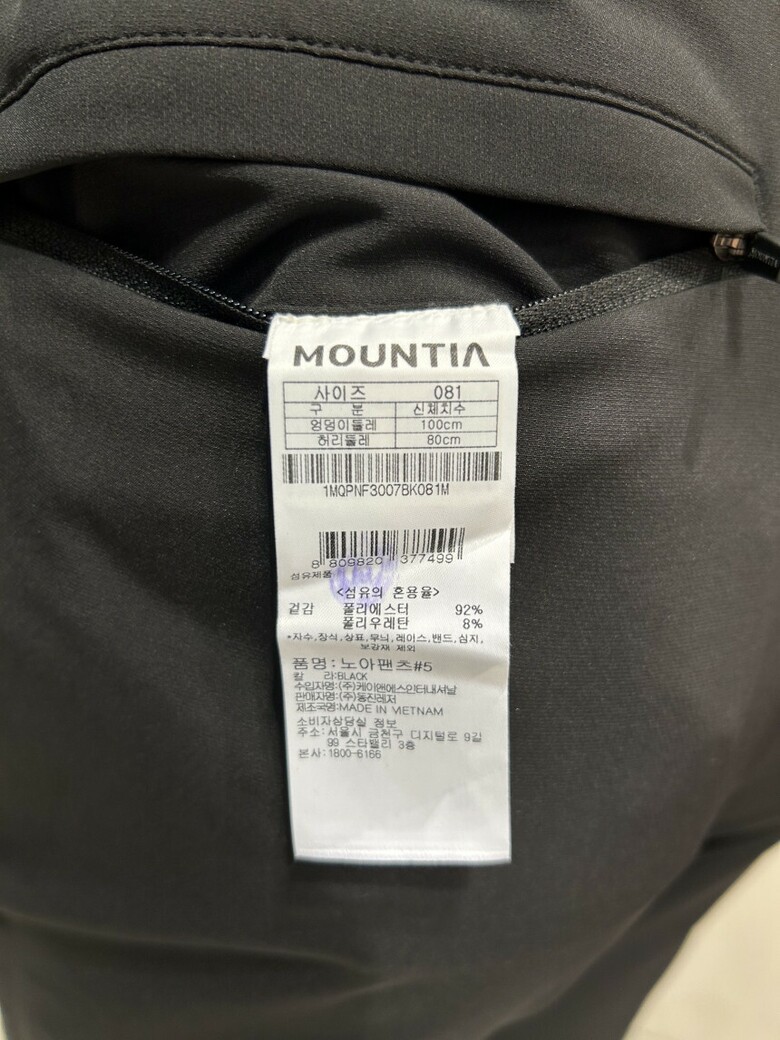 MOUNTIA
MOUNTIA
사이즈 081
구 분 신체치수
엉덩이둘레 100cm
허리둘레 80cm
1MQPNF3007BK081M
8 809820 377499
섬유제품
<섬유의 혼용율>
겉감 폴리에스터 92%
폴리우레탄 8%
*자수,장식,상표,무늬,레이스,밴드,심지,
보강재 제외
품명:노아팬츠#5
칼 라:BLACK
수입자명:(주)케이앤에스인터내셔날
판매자명:(주)동진레저
제조국명:MADE IN VIETNAM
소비자상담실 정보
주소:서울시 금천구 디지털로 9길
99 스타밸리 3층
본사:1800-6166